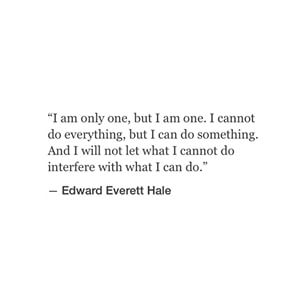 “I am only one, but I am one. I cannot
do everything, but I can do something.
And I will not let what I cannot do
interfere with what I can do.”
— Edward Everett Hale